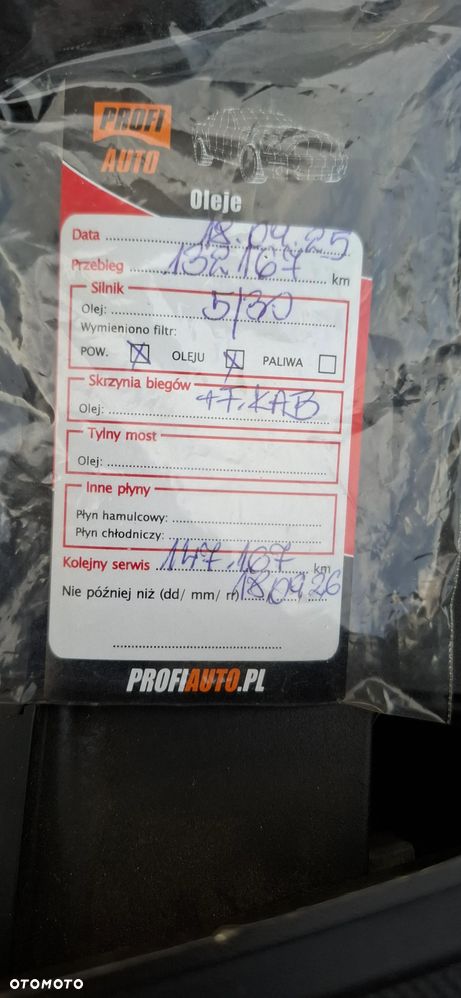 PROFI
AUTO
Oleje
Data 18.09.25
Przebieg 132167 km
Silnik
Olej: 5/30
Wymieniono filtr:
POW. X OLEJU X PALIWA
Skrzynia biegów
Olej: +F.KAB
Tylny most
Olej:
Inne płyny
Płyn hamulcowy:
Płyn chłodniczy:
Kolejny serwis 147.167 km
Nie później niż (dd/ mm/ rr) 18.09.26
PROFIAUTO.PL
OTOMOTO